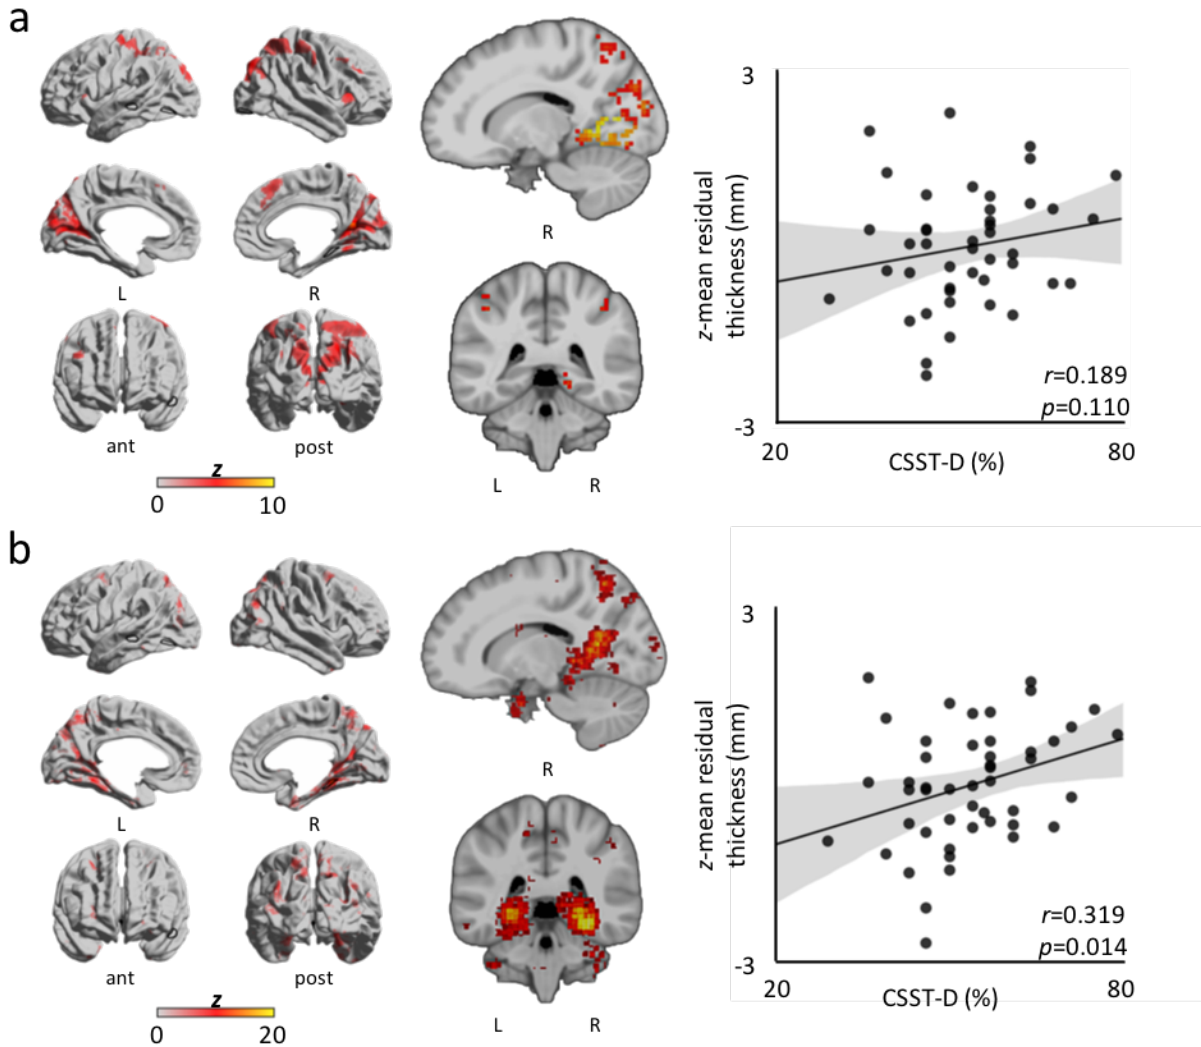 a
L
R
ant
post
z
0
10
R
L
R
3
z-mean residual
thickness (mm)
r=0.189
p=0.110
-3
20
80
CSST-D (%)
b
L
R
ant
post
z
0
20
R
L
R
3
z-mean residual
thickness (mm)
r=0.319
p=0.014
-3
20
80
CSST-D (%)